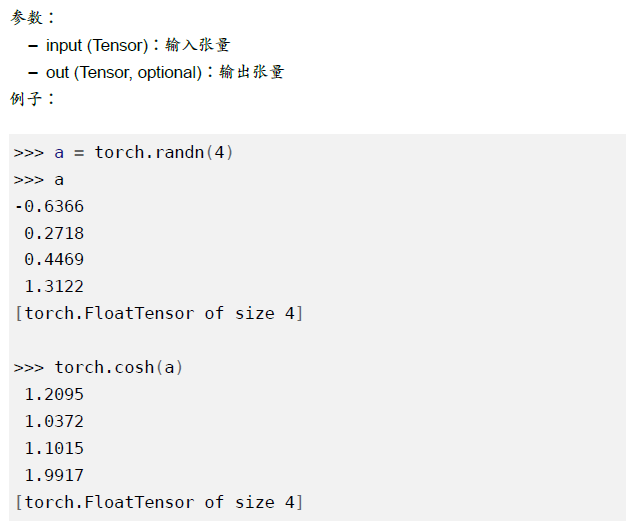 参数：
– input (Tensor)：输入张量
– out (Tensor, optional)：输出张量
例子：
>>> a = torch.randn(4)
>>> a
-0.6366
0.2718
0.4469
1.3122
[torch.FloatTensor of size 4]
>>> torch.cosh(a)
1.2095
1.0372
1.1015
1.9917
[torch.FloatTensor of size 4]